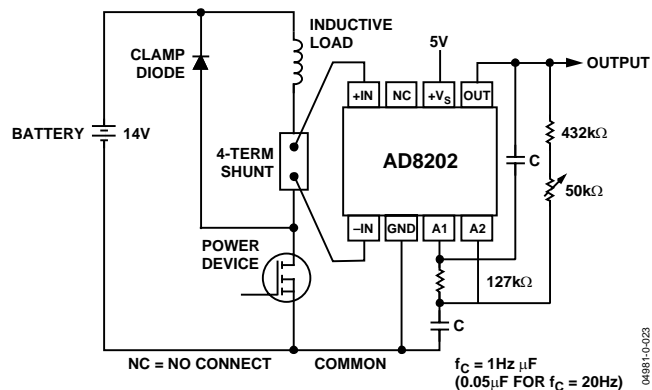 INDUCTIVE
LOAD
CLAMP
DIODE
5V
OUTPUT
+IN
NC
+VS
OUT
BATTERY
14V
4-TERM
SHUNT
AD8202
C
432kΩ
50kΩ
POWER
DEVICE
–IN
GND
A1
A2
127kΩ
C
NC = NO CONNECT
COMMON
fC = 1Hz μF
(0.05μF FOR fC = 20Hz)
04981-0-023